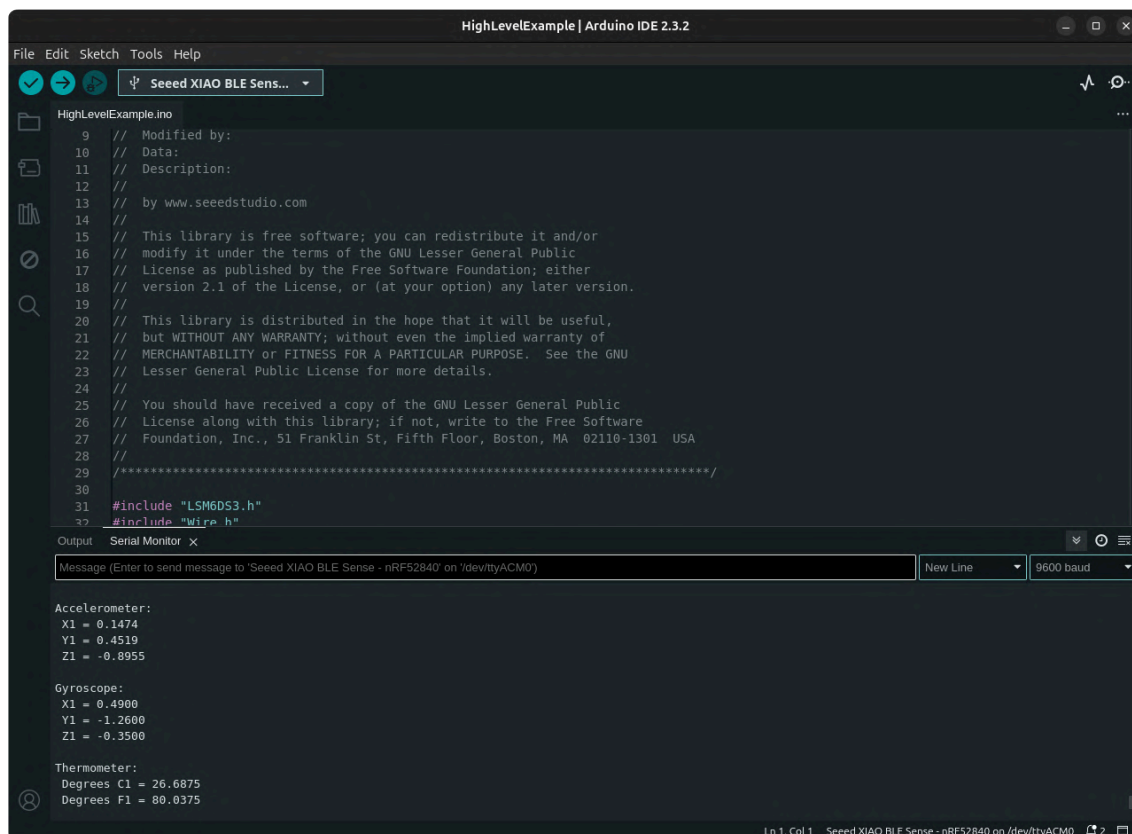 HighLevelExample | Arduino IDE 2.3.2
File Edit Sketch Tools Help
Seeed XIAO BLE Sens...
HighLevelExample.ino
9 //  Modified by:
10 //  Data:
11 //  Description:
12 //
13 //  by www.seeedstudio.com
14 //
15 //  This library is free software; you can redistribute it and/or
16 //  modify it under the terms of the GNU Lesser General Public
17 //  License as published by the Free Software Foundation; either
18 //  version 2.1 of the License, or (at your option) any later version.
19 //
20 //  This library is distributed in the hope that it will be useful,
21 //  but WITHOUT ANY WARRANTY; without even the implied warranty of
22 //  MERCHANTABILITY or FITNESS FOR A PARTICULAR PURPOSE.  See the GNU
23 //  Lesser General Public License for more details.
24 //
25 //  You should have received a copy of the GNU Lesser General Public
26 //  License along with this library; if not, write to the Free Software
27 //  Foundation, Inc., 51 Franklin St, Fifth Floor, Boston, MA  02110-1301  USA
28 //
29 /*******************************************************************************/
30
31 #include "LSM6DS3.h"
32 #include "Wire.h"
Output Serial Monitor
Message (Enter to send message to 'Seeed XIAO BLE Sense - nRF52840' on '/dev/ttyACM0') New Line 9600 baud
Accelerometer:
X1 = 0.1474
Y1 = 0.4519
Z1 = -0.8955
Gyroscope:
X1 = 0.4900
Y1 = -1.2600
Z1 = -0.3500
Thermometer:
Degrees C1 = 26.6875
Degrees F1 = 80.0375
Ln 1, Col 1 Seeed XIAO BLE Sense - nRF52840 on /dev/ttyACM0 2